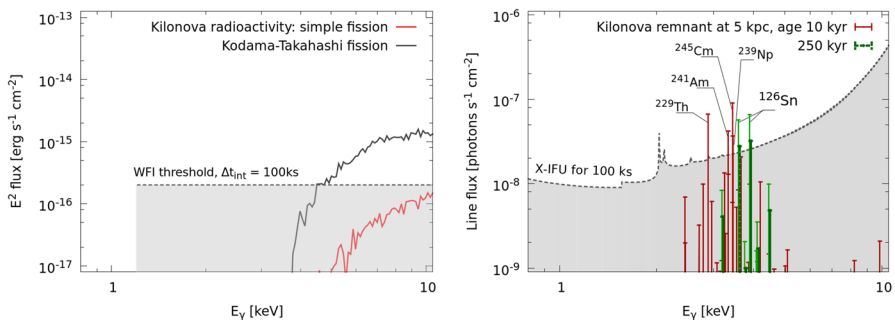 Kilonova radioactivity: simple fission
Kodama-Takahashi fission
WFI threshold, Δt_int = 100ks
E² flux [erg s⁻¹ cm⁻²]
10⁻¹³
10⁻¹⁴
10⁻¹⁵
10⁻¹⁶
10⁻¹⁷
1
10
E_γ [keV]
Kilonova remnant at 5 kpc, age 10 kyr
250 kyr
²⁴⁵Cm
²³⁹Np
²⁴¹Am
²²⁹Th
¹²⁶Sn
X-IFU for 100 ks
Line flux [photons s⁻¹ cm⁻²]
10⁻⁶
10⁻⁷
10⁻⁸
10⁻⁹
1
10
E_γ [keV]